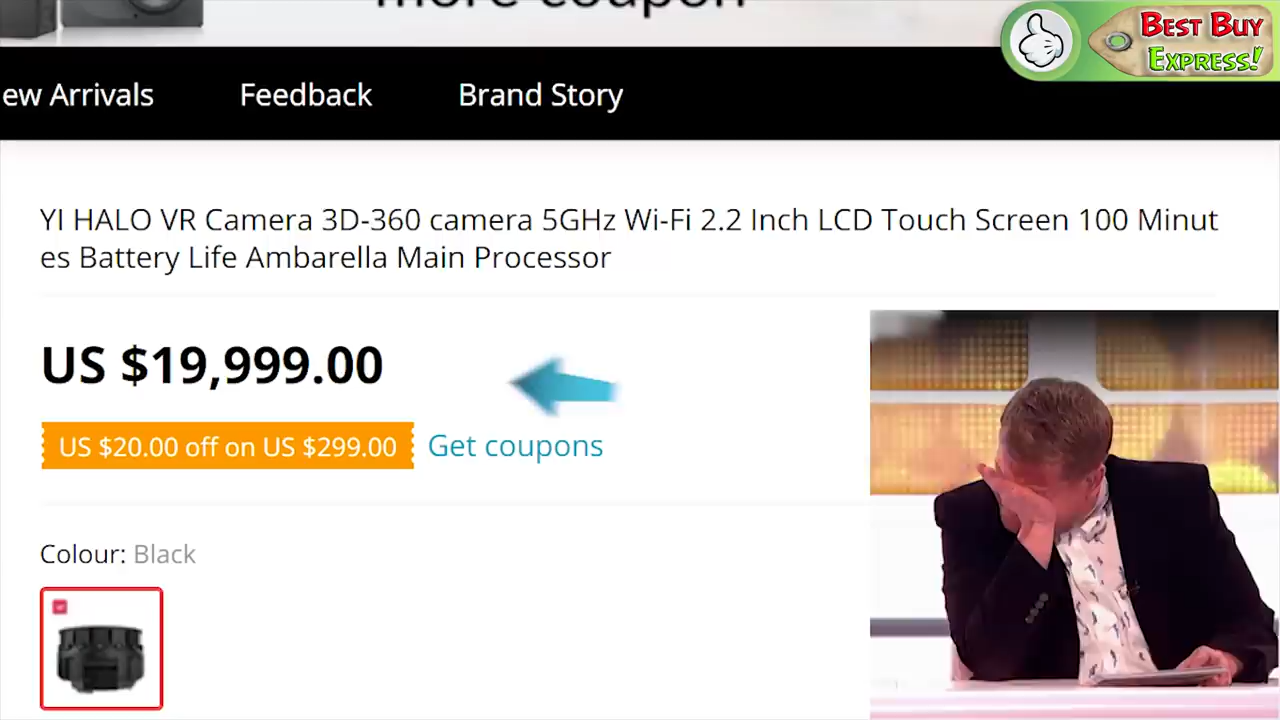 more coupon
BEST BUY
EXPRESS!
ew Arrivals Feedback Brand Story
YI HALO VR Camera 3D-360 camera 5GHz Wi-Fi 2.2 Inch LCD Touch Screen 100 Minut
es Battery Life Ambarella Main Processor
US $19,999.00
US $20.00 off on US $299.00 Get coupons
Colour: Black